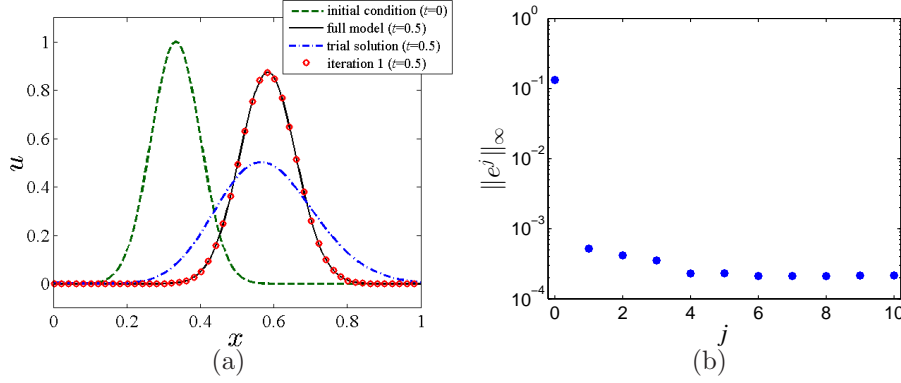 initial condition (t=0)
full model (t=0.5)
trial solution (t=0.5)
iteration 1 (t=0.5)
1
0.8
0.6
0.4
0.2
0
u
0 0.2 0.4 0.6 0.8 1
x
(a)
10^0
10^{-1}
10^{-2}
10^{-3}
10^{-4}
||e^j||_∞
0 2 4 6 8 10
j
(b)